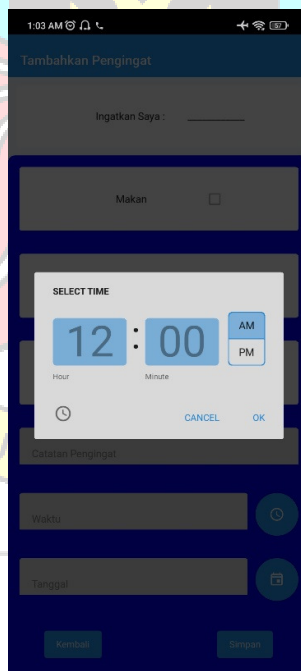 1:03 AM
57
Tambahkan Pengingat
Ingatkan Saya :
Makan
SELECT TIME
12 : 00
AM
PM
Hour Minute
CANCEL OK
Catatan Pengingat
Waktu
Tanggal
Kembali Simpan